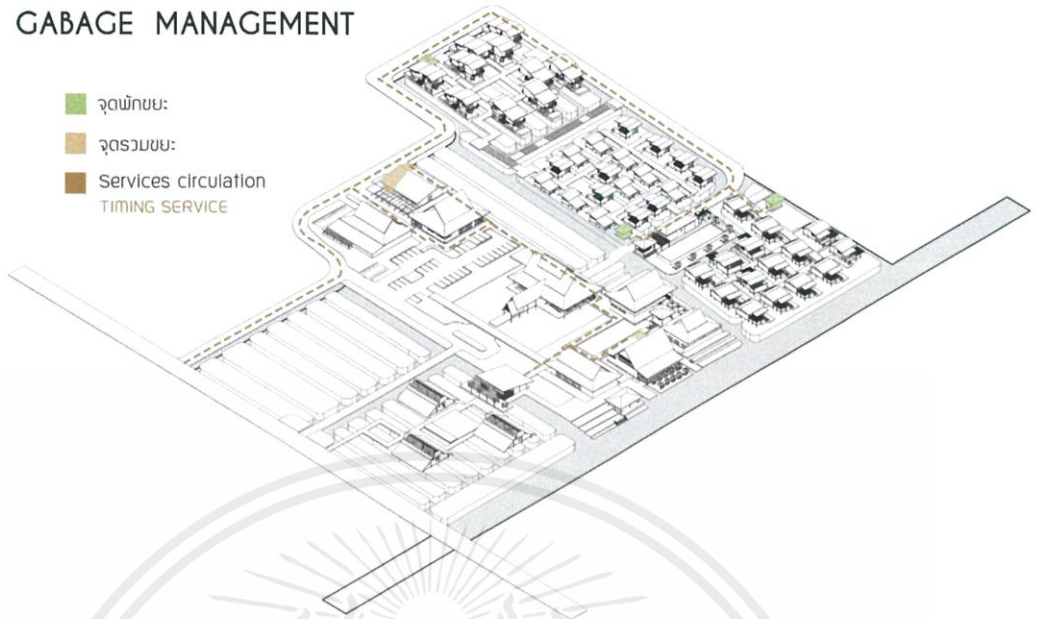 GABAGE MANAGEMENT
จุดพักขยะ
จุดรวมขยะ
Services circulation
TIMING SERVICE